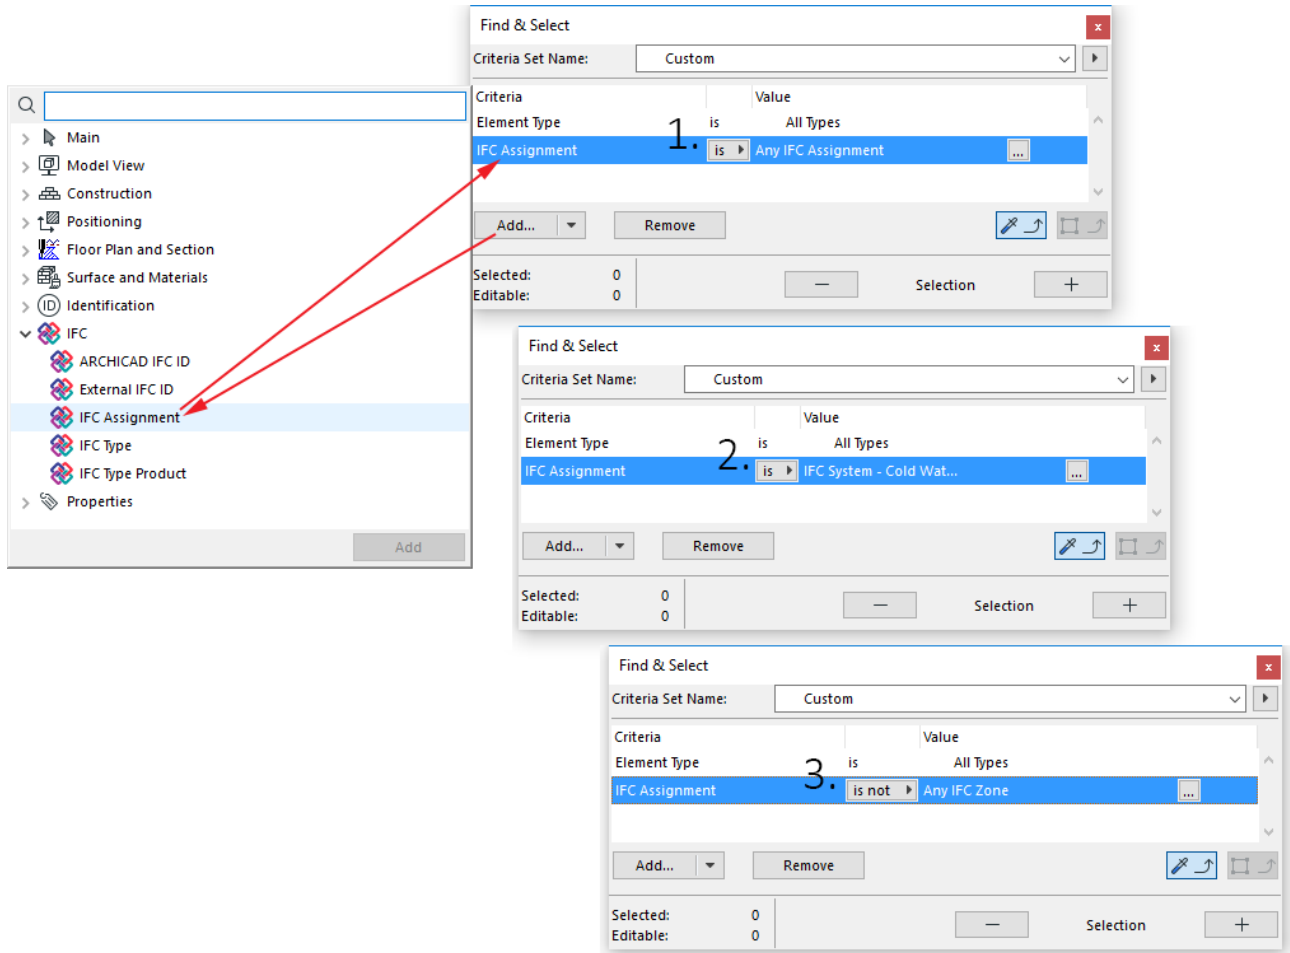 Main
Model View
Construction
Positioning
Floor Plan and Section
Surface and Materials
ID Identification
IFC
ARCHICAD IFC ID
External IFC ID
IFC Assignment
IFC Type
IFC Type Product
Properties
Add
Find & Select
x
Criteria Set Name: Custom
Criteria Value
Element Type is All Types
1.
IFC Assignment is Any IFC Assignment ...
Add... Remove
Selected: 0
Editable: 0
— Selection +
Find & Select
x
Criteria Set Name: Custom
Criteria Value
Element Type is All Types
2.
IFC Assignment is IFC System - Cold Wat... ...
Add... Remove
Selected: 0
Editable: 0
— Selection +
Find & Select
x
Criteria Set Name: Custom
Criteria Value
Element Type is All Types
3.
IFC Assignment is not Any IFC Zone ...
Add... Remove
Selected: 0
Editable: 0
— Selection +